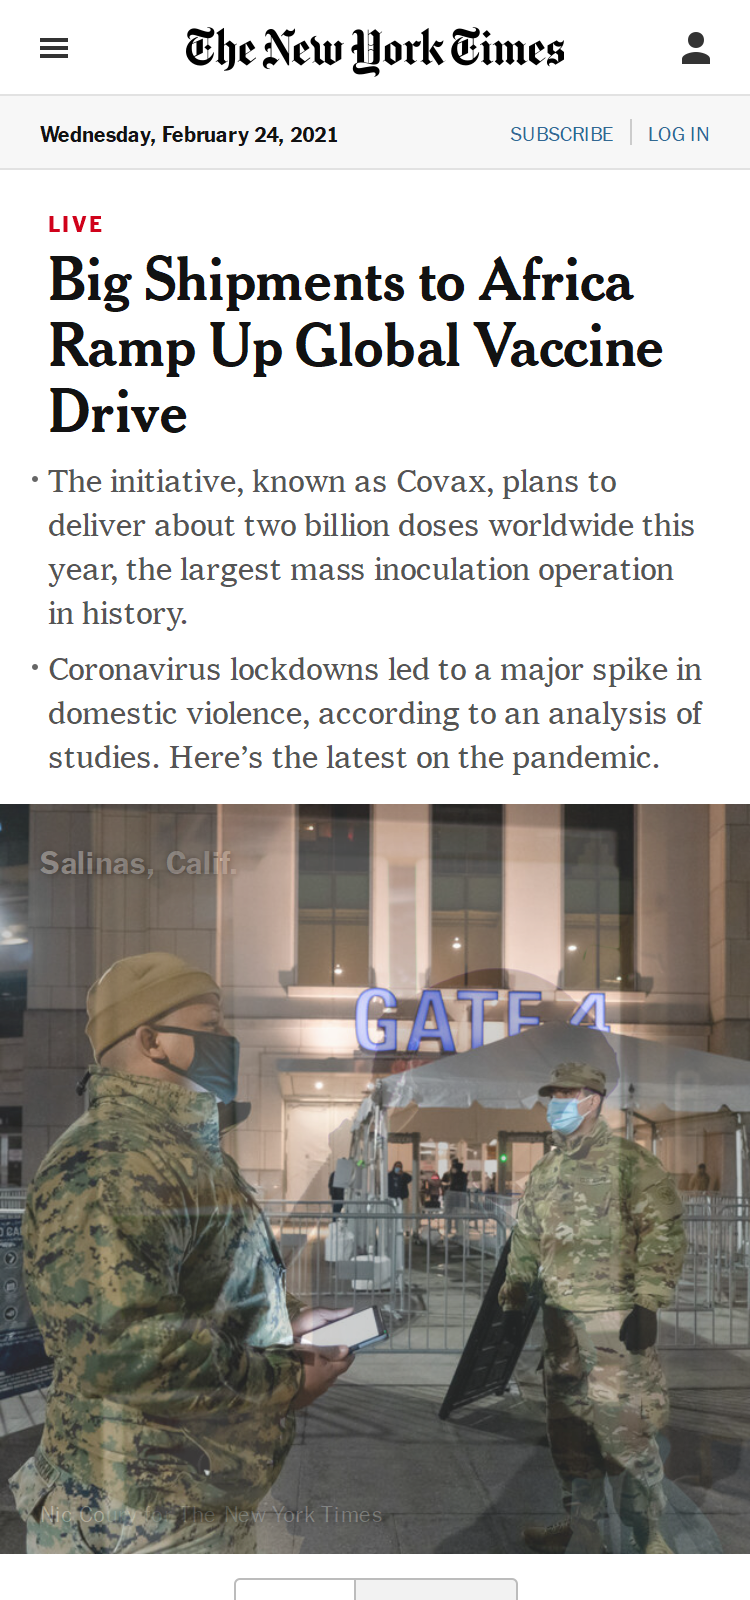 The New York Times
Wednesday, February 24, 2021
SUBSCRIBE
LOG IN
LIVE
Big Shipments to Africa
Ramp Up Global Vaccine
Drive
• The initiative, known as Covax, plans to
deliver about two billion doses worldwide this
year, the largest mass inoculation operation
in history.
• Coronavirus lockdowns led to a major spike in
domestic violence, according to an analysis of
studies. Here’s the latest on the pandemic.
Salinas, Calif.
GATE 4
The New York Times